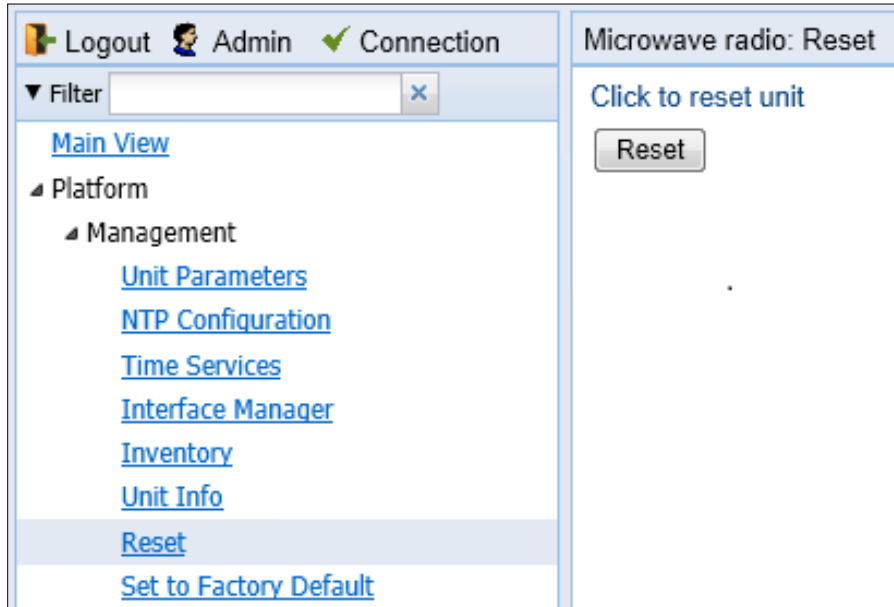 Logout Admin Connection
Filter
Main View
Platform
Management
Unit Parameters
NTP Configuration
Time Services
Interface Manager
Inventory
Unit Info
Reset
Set to Factory Default
Microwave radio: Reset
Click to reset unit
Reset